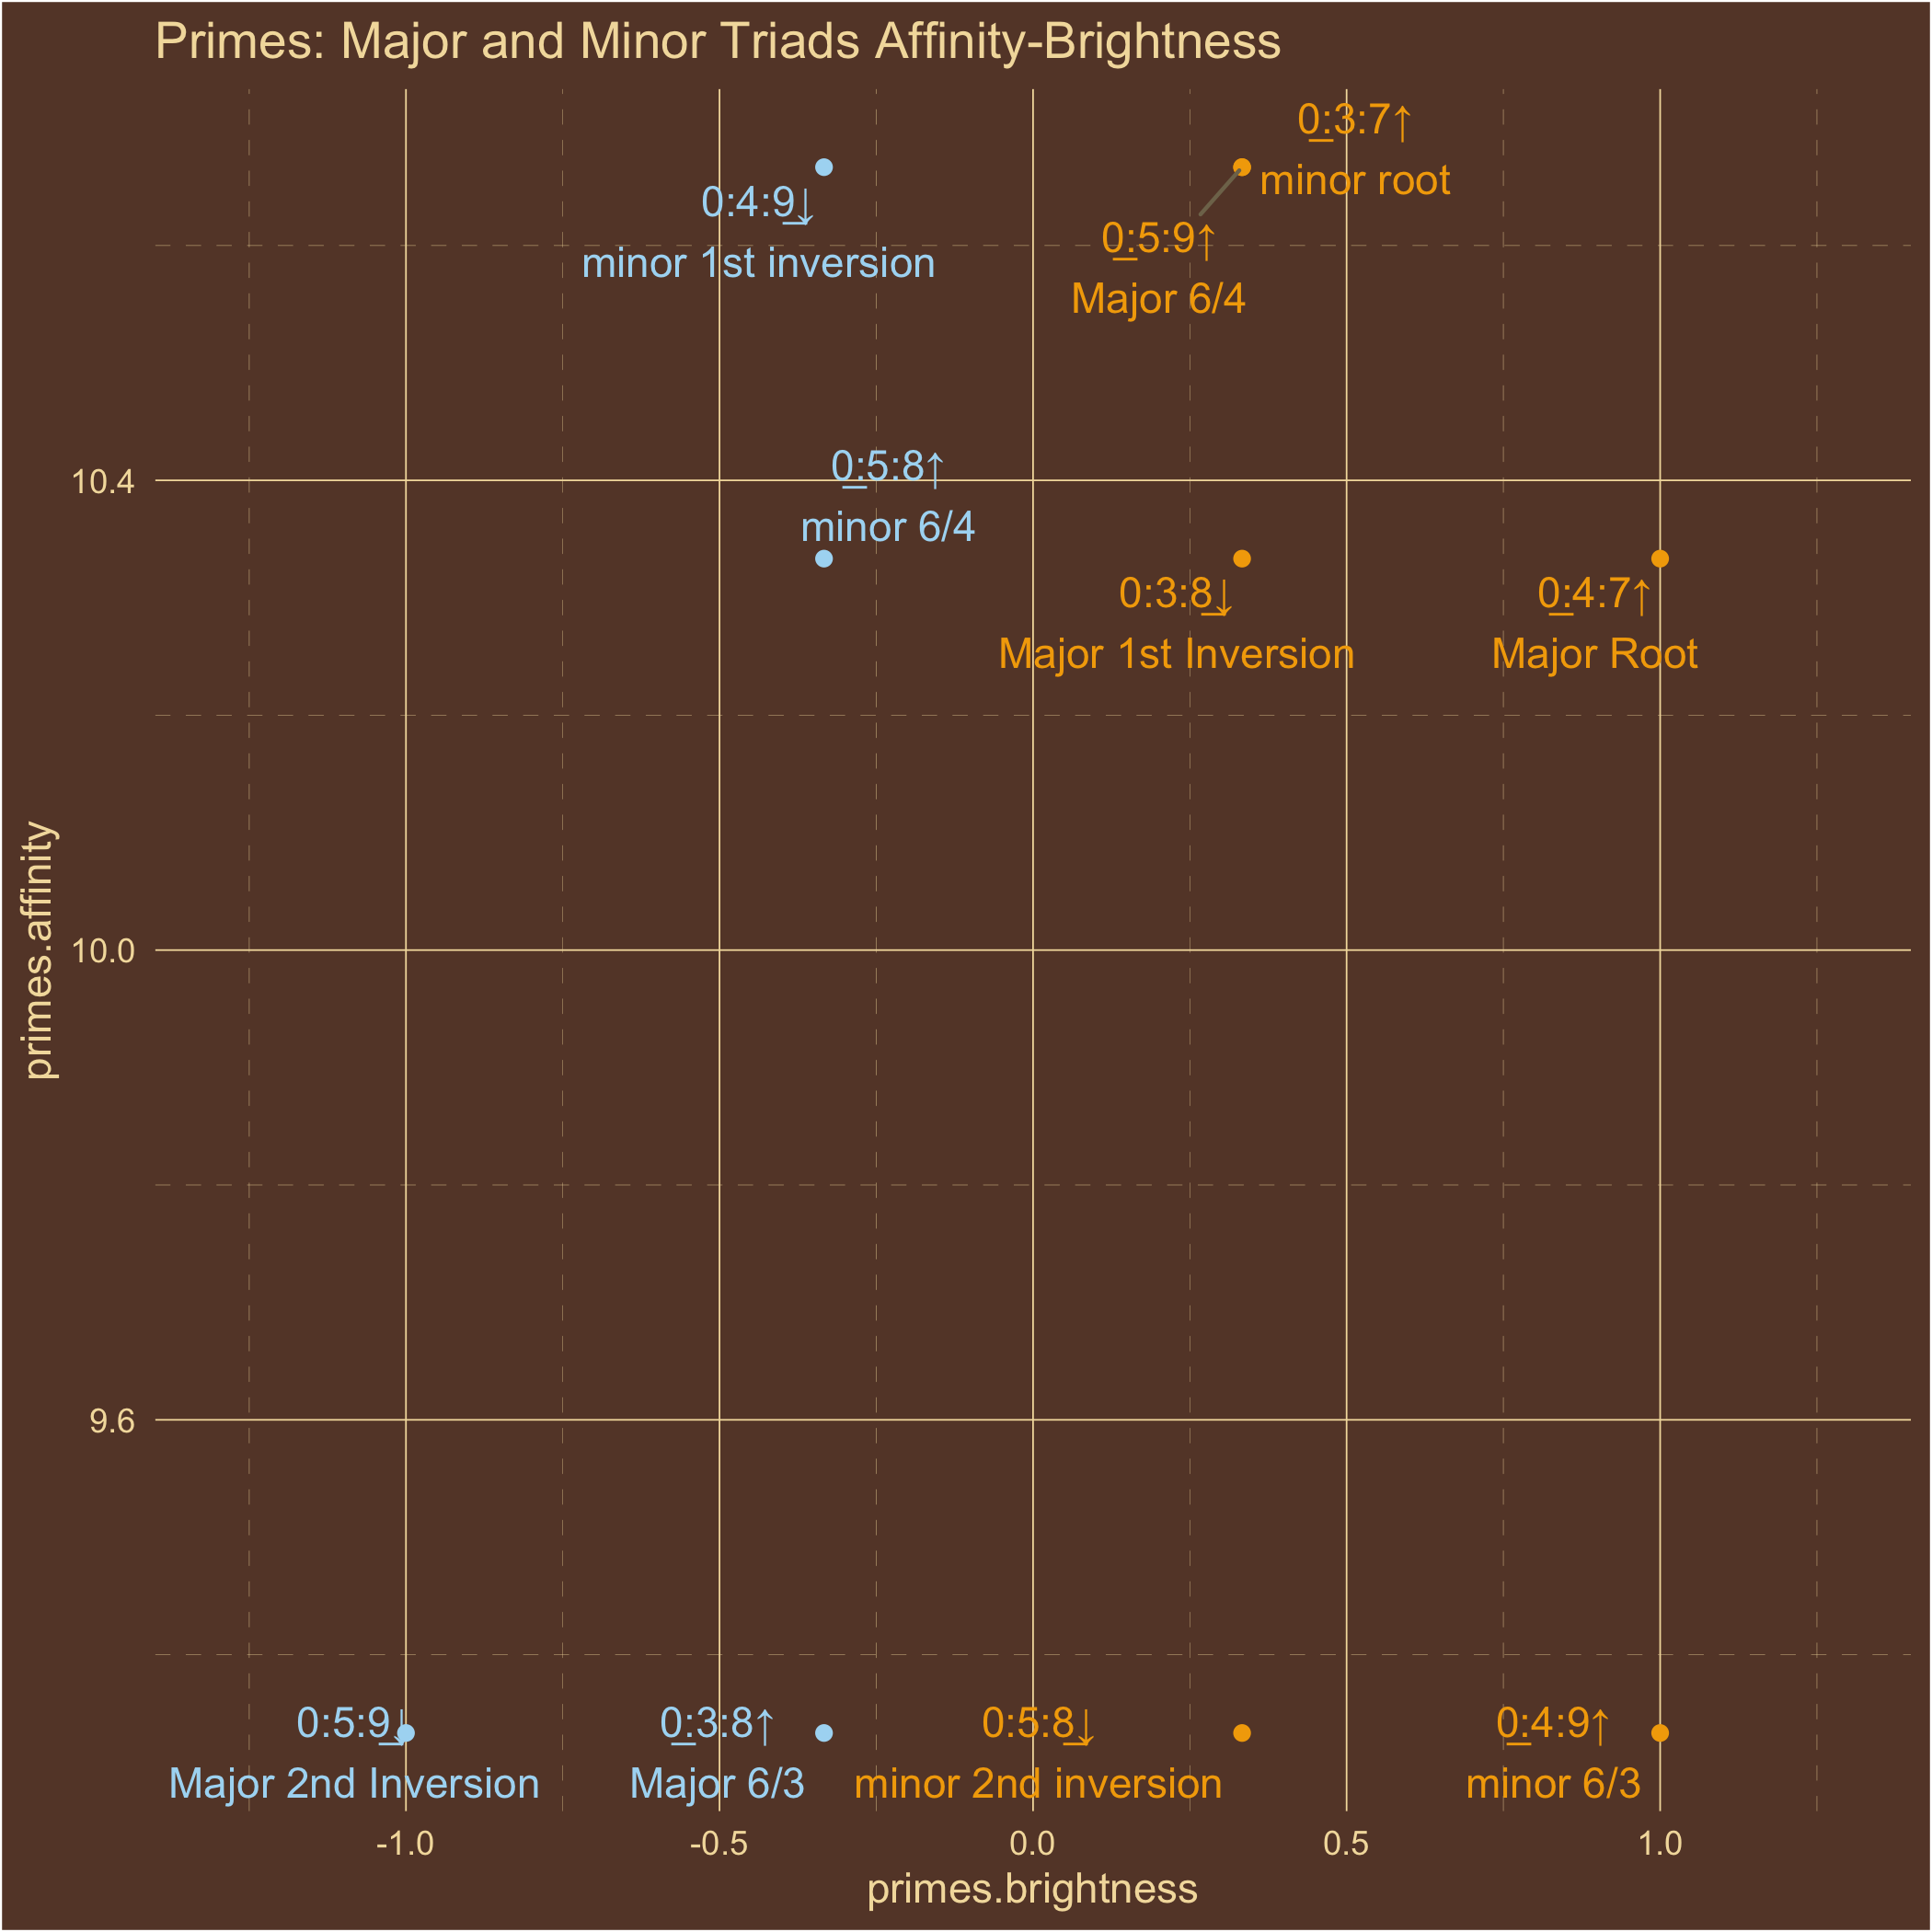 Primes: Major and Minor Triads Affinity-Brightness
0:3:7↑
minor root
0:4:9↓
minor 1st inversion
0:5:9↑
Major 6/4
0:5:8↑
minor 6/4
10.4
0:3:8↓
Major 1st Inversion
0:4:7↑
Major Root
primes.affinity
10.0
9.6
0:5:9↓
Major 2nd Inversion
0:3:8↑
Major 6/3
0:5:8↓
minor 2nd inversion
0:4:9↑
minor 6/3
-1.0
-0.5
0.0
0.5
1.0
primes.brightness